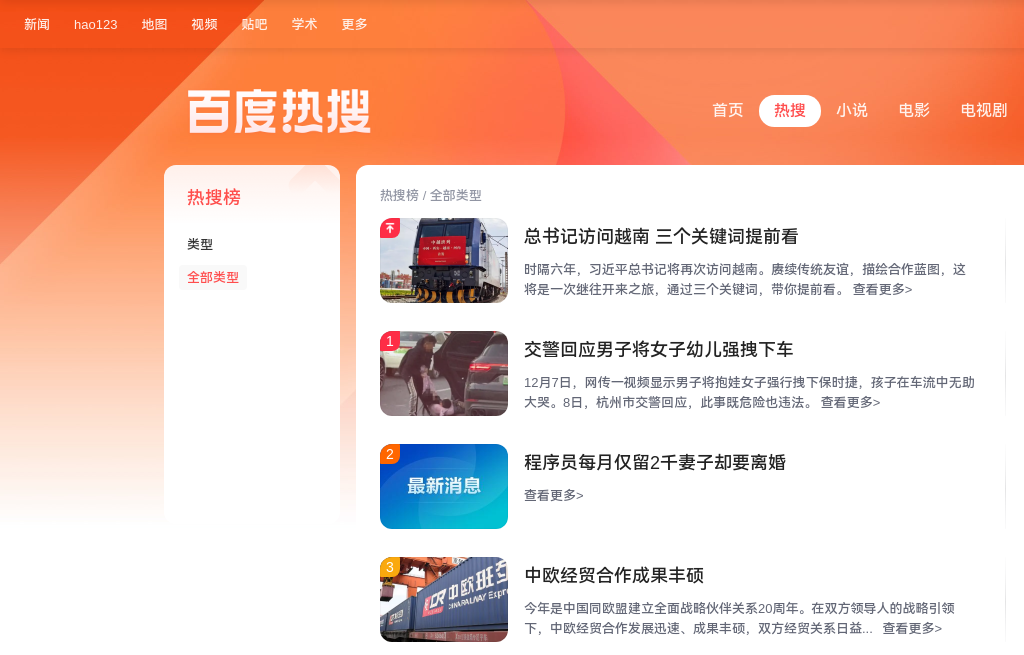 新闻 hao123 地图 视频 贴吧 学术 更多
百度热搜
首页 热搜 小说 电影 电视剧
热搜榜
类型
全部类型
热搜榜 / 全部类型
总书记访问越南 三个关键词提前看
时隔六年，习近平总书记将再次访问越南。赓续传统友谊，描绘合作蓝图，这
将是一次继往开来之旅，通过三个关键词，带你提前看。 查看更多>
1
交警回应男子将女子幼儿强拽下车
12月7日，网传一视频显示男子将抱娃女子强行拽下保时捷，孩子在车流中无助
大哭。8日，杭州市交警回应，此事既危险也违法。 查看更多>
2
最新消息
程序员每月仅留2千妻子却要离婚
查看更多>
3
中欧班列
CR
CHINA RAILWAY Express
中欧经贸合作成果丰硕
今年是中国同欧盟建立全面战略伙伴关系20周年。在双方领导人的战略引领
下，中欧经贸合作发展迅速、成果丰硕，双方经贸关系日益... 查看更多>